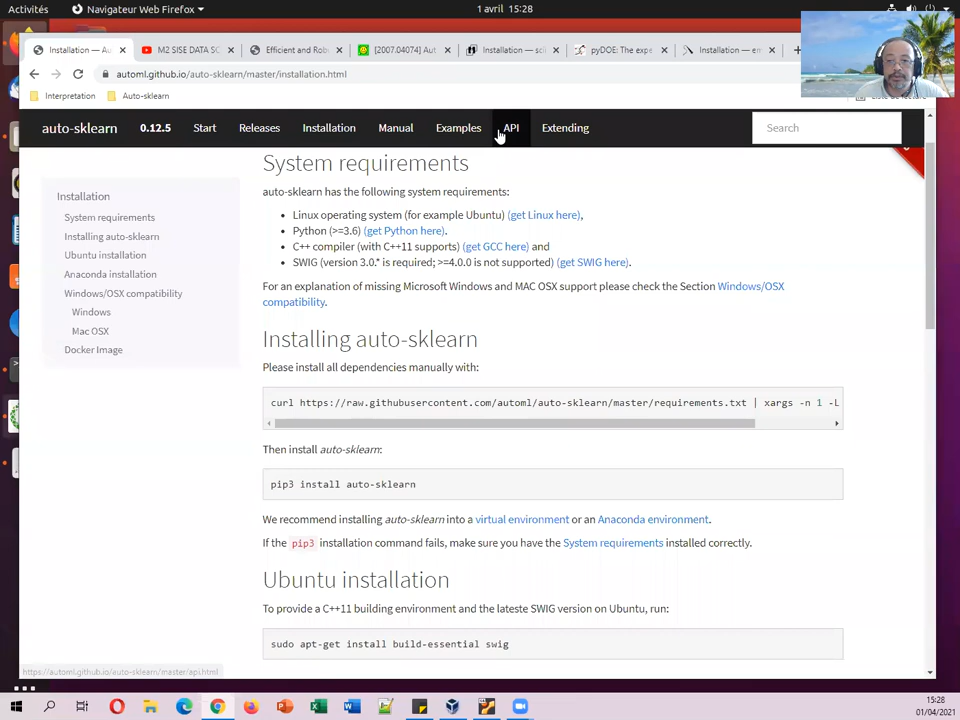 Activités
Navigateur Web Firefox
1 avril 15:28
Installation — Au
M2 SISE DATA SC
Efficient and Rob
[2007.04074] Aut
Installation — sci
pyDOE: The expe
Installation — em
automl.github.io/auto-sklearn/master/installation.html
Interpretation
Auto-sklearn
auto-sklearn
0.12.5
Start
Releases
Installation
Manual
Examples
API
Extending
Search
Installation
System requirements
Installing auto-sklearn
Ubuntu installation
Anaconda installation
Windows/OSX compatibility
Windows
Mac OSX
Docker Image
System requirements
auto-sklearn has the following system requirements:
• Linux operating system (for example Ubuntu) (get Linux here),
• Python (>=3.6) (get Python here).
• C++ compiler (with C++11 supports) (get GCC here) and
• SWIG (version 3.0.* is required; >=4.0.0 is not supported) (get SWIG here).
For an explanation of missing Microsoft Windows and MAC OSX support please check the Section Windows/OSX
compatibility.
Installing auto-sklearn
Please install all dependencies manually with:
curl https://raw.githubusercontent.com/automl/auto-sklearn/master/requirements.txt | xargs -n 1 -L
Then install auto-sklearn:
pip3 install auto-sklearn
We recommend installing auto-sklearn into a virtual environment or an Anaconda environment.
If the pip3 installation command fails, make sure you have the System requirements installed correctly.
Ubuntu installation
To provide a C++11 building environment and the lateste SWIG version on Ubuntu, run:
sudo apt-get install build-essential swig
https://automl.github.io/auto-sklearn/master/api.html
15:28
01/04/2021